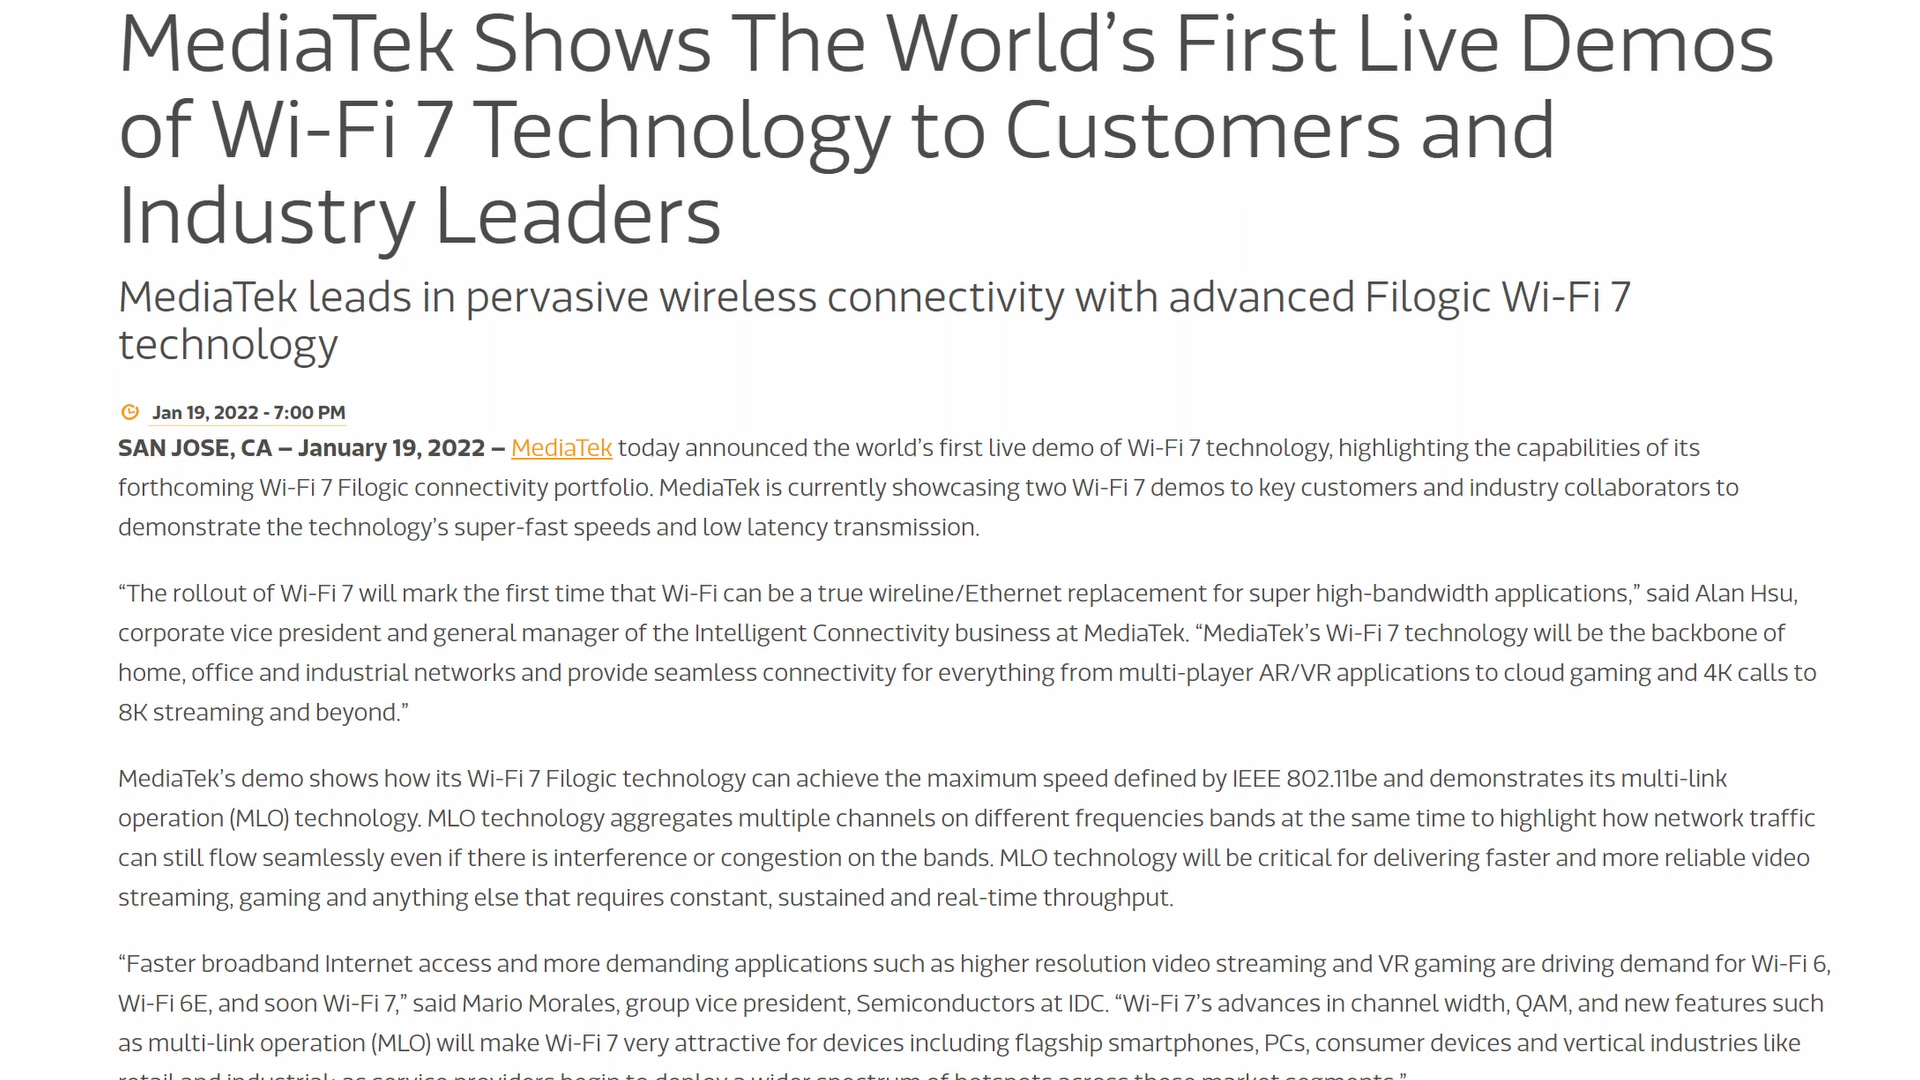 MediaTek Shows The World’s First Live Demos
of Wi-Fi 7 Technology to Customers and
Industry Leaders
MediaTek leads in pervasive wireless connectivity with advanced Filogic Wi-Fi 7
technology
Jan 19, 2022 - 7:00 PM
SAN JOSE, CA – January 19, 2022 – MediaTek today announced the world’s first live demo of Wi-Fi 7 technology, highlighting the capabilities of its
forthcoming Wi-Fi 7 Filogic connectivity portfolio. MediaTek is currently showcasing two Wi-Fi 7 demos to key customers and industry collaborators to
demonstrate the technology’s super-fast speeds and low latency transmission.
“The rollout of Wi-Fi 7 will mark the first time that Wi-Fi can be a true wireline/Ethernet replacement for super high-bandwidth applications,” said Alan Hsu,
corporate vice president and general manager of the Intelligent Connectivity business at MediaTek. “MediaTek’s Wi-Fi 7 technology will be the backbone of
home, office and industrial networks and provide seamless connectivity for everything from multi-player AR/VR applications to cloud gaming and 4K calls to
8K streaming and beyond.”
MediaTek’s demo shows how its Wi-Fi 7 Filogic technology can achieve the maximum speed defined by IEEE 802.11be and demonstrates its multi-link
operation (MLO) technology. MLO technology aggregates multiple channels on different frequencies bands at the same time to highlight how network traffic
can still flow seamlessly even if there is interference or congestion on the bands. MLO technology will be critical for delivering faster and more reliable video
streaming, gaming and anything else that requires constant, sustained and real-time throughput.
“Faster broadband Internet access and more demanding applications such as higher resolution video streaming and VR gaming are driving demand for Wi-Fi 6,
Wi-Fi 6E, and soon Wi-Fi 7,” said Mario Morales, group vice president, Semiconductors at IDC. “Wi-Fi 7’s advances in channel width, QAM, and new features such
as multi-link operation (MLO) will make Wi-Fi 7 very attractive for devices including flagship smartphones, PCs, consumer devices and vertical industries like
retail and industrial; as service providers begin to deploy a wider spectrum of hotspots across these market segments.”